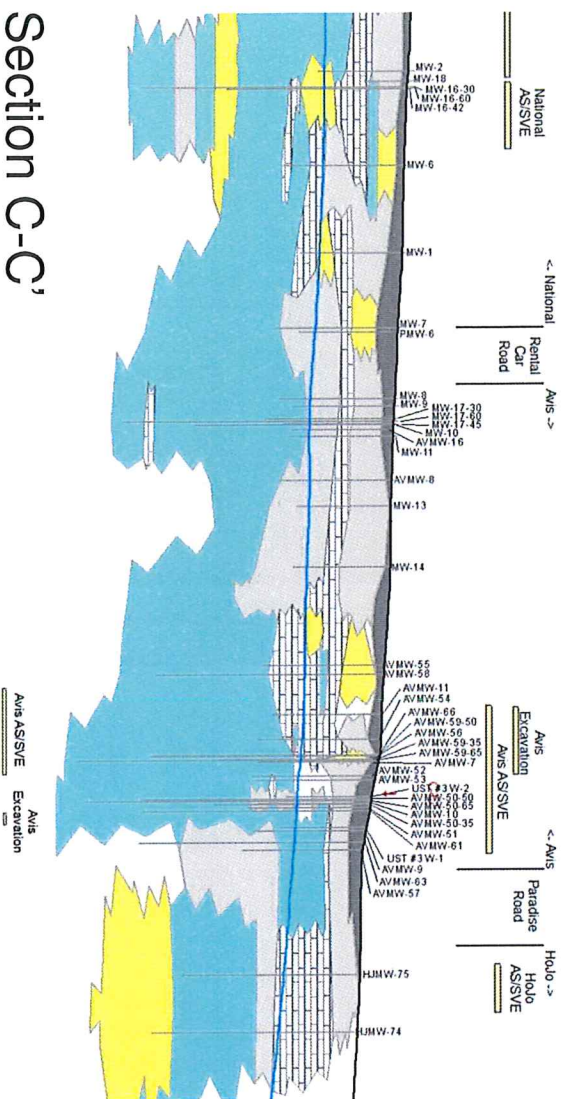 Section C-C'
National
AS/SVE
<- National
Rental
Car
Road
Avis ->
Avis
Excavation
Avis AS/SVE
<- Avis
Paradise
Road
HoJo ->
HoJo
AS/SVE
MW-2
MW-18
MW-16-30
MW-16-60
MW-16-42
MW-6
MW-1
MW-7
PMW-6
MW-8
MW-9
MW-17-30
MW-17-60
MW-17-45
MW-10
AVMW-16
MW-11
AVMW-8
MW-13
MW-14
AVMW-55
AVMW-58
AVMW-11
AVMW-54
AVMW-66
AVMW-59-50
AVMW-56
AVMW-59-35
AVMW-59-65
AVMW-7
AVMW-52
AVMW-53
UST #3 W-2
AVMW-50-50
AVMW-50-65
AVMW-10
AVMW-50-35
AVMW-51
AVMW-61
UST #3 W-1
AVMW-9
AVMW-63
AVMW-57
HJMW-75
HJMW-74
Avis AS/SVE
Avis
Excavation